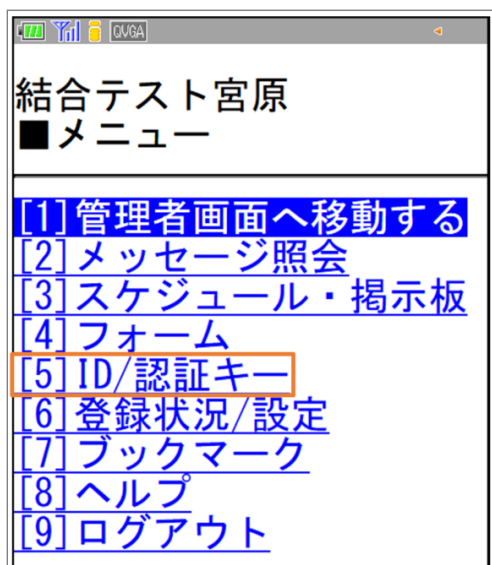 QVGA
結合テスト宮原
■メニュー
[1]管理者画面へ移動する
[2]メッセージ照会
[3]スケジュール・掲示板
[4]フォーム
[5]ID/認証キー
[6]登録状況/設定
[7]ブックマーク
[8]ヘルプ
[9]ログアウト